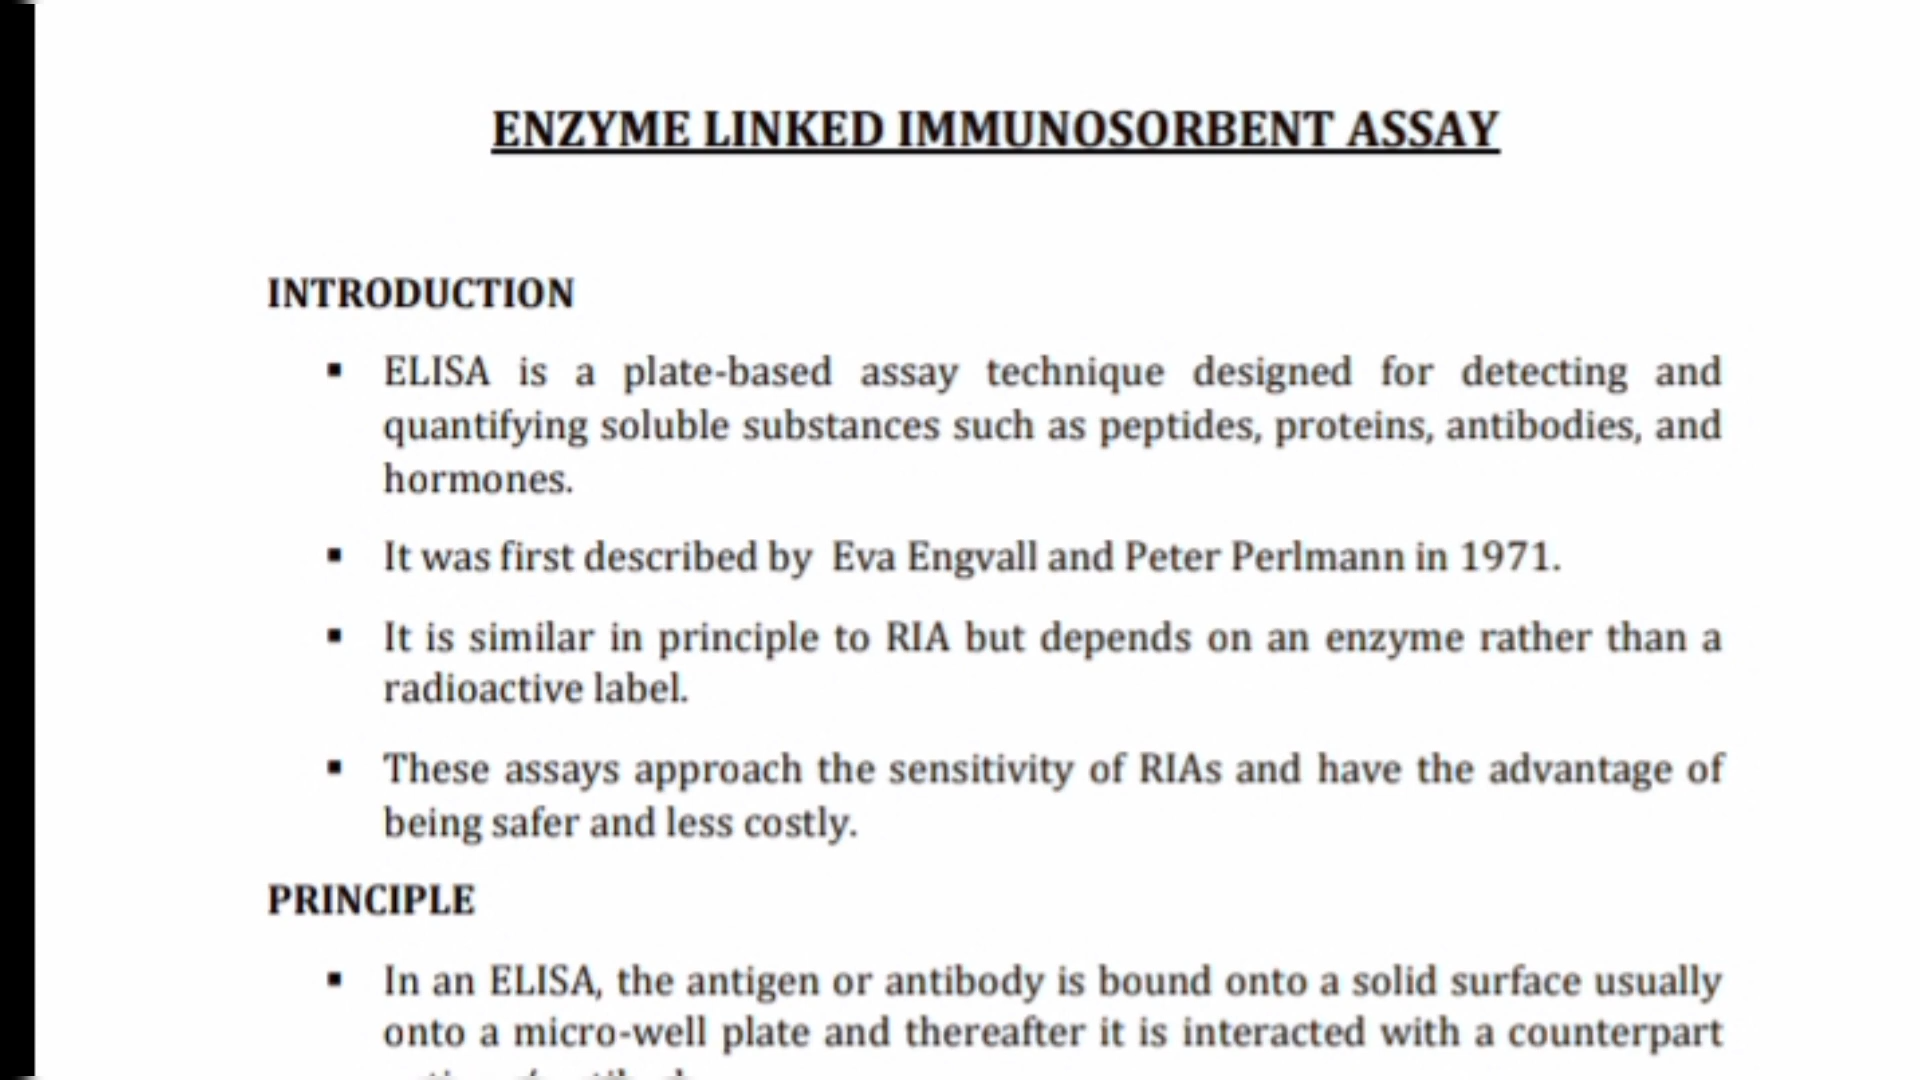 ENZYME LINKED IMMUNOSORBENT ASSAY
INTRODUCTION
▪ ELISA is a plate-based assay technique designed for detecting and
quantifying soluble substances such as peptides, proteins, antibodies, and
hormones.
▪ It was first described by Eva Engvall and Peter Perlmann in 1971.
▪ It is similar in principle to RIA but depends on an enzyme rather than a
radioactive label.
▪ These assays approach the sensitivity of RIAs and have the advantage of
being safer and less costly.
PRINCIPLE
▪ In an ELISA, the antigen or antibody is bound onto a solid surface usually
onto a micro-well plate and thereafter it is interacted with a counterpart